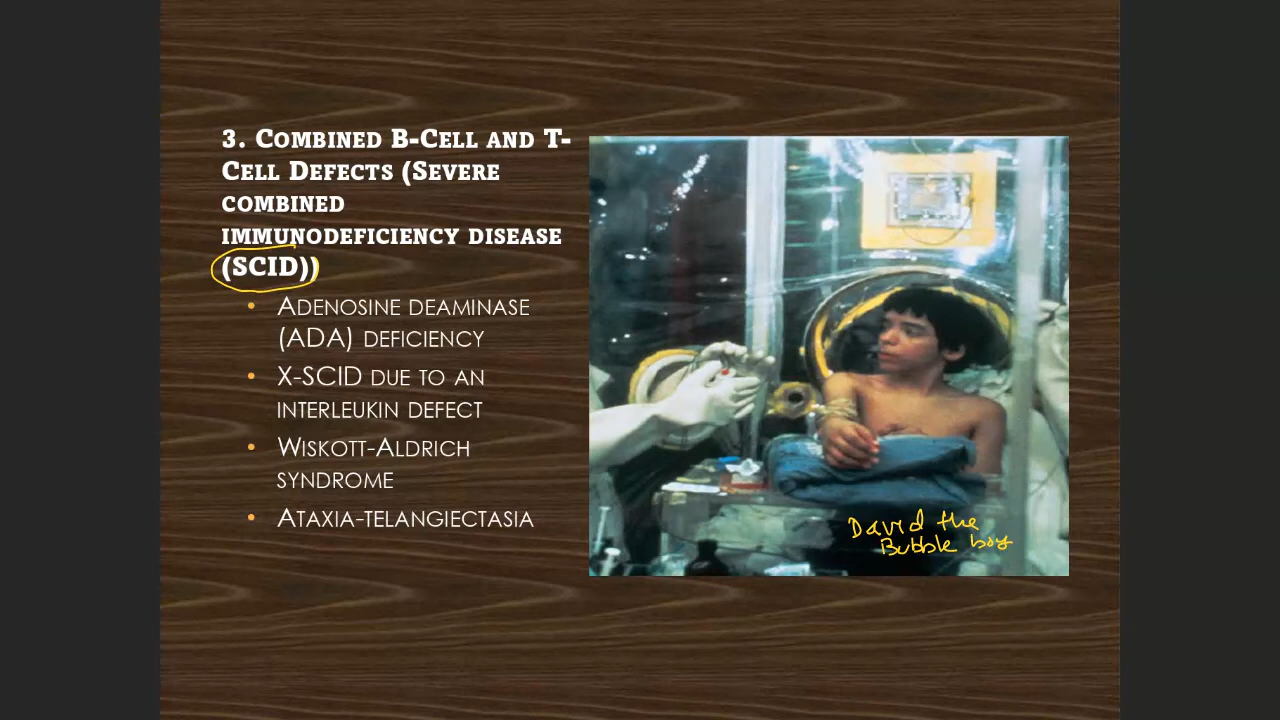 3. COMBINED B-CELL AND T-
CELL DEFECTS (SEVERE
COMBINED
IMMUNODEFICIENCY DISEASE
(SCID))
• ADENOSINE DEAMINASE
(ADA) DEFICIENCY
• X-SCID DUE TO AN
INTERLEUKIN DEFECT
• WISKOTT-ALDRICH
SYNDROME
• ATAXIA-TELANGIECTASIA
David the
Bubble boy